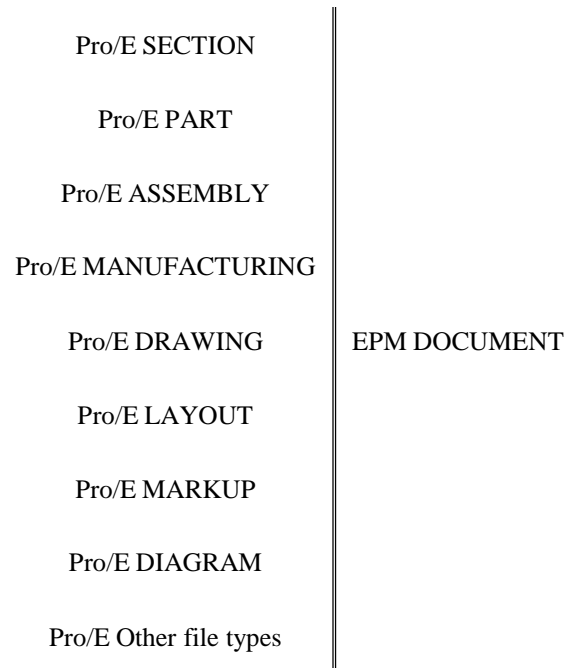 Pro/E SECTION
Pro/E PART
Pro/E ASSEMBLY
Pro/E MANUFACTURING
Pro/E DRAWING
EPM DOCUMENT
Pro/E LAYOUT
Pro/E MARKUP
Pro/E DIAGRAM
Pro/E Other file types